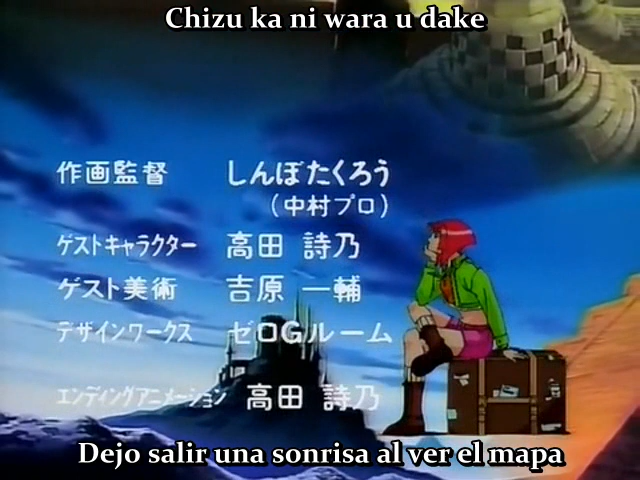 Chizu ka ni wara u dake
作画監督 しんぼたくろう
(中村プロ)
ゲストキャラクター 高田 詩乃
ゲスト美術 吉原 一輔
デザインワークス ゼロGルーム
エンディングアニメーション 高田 詩乃
Dejo salir una sonrisa al ver el mapa